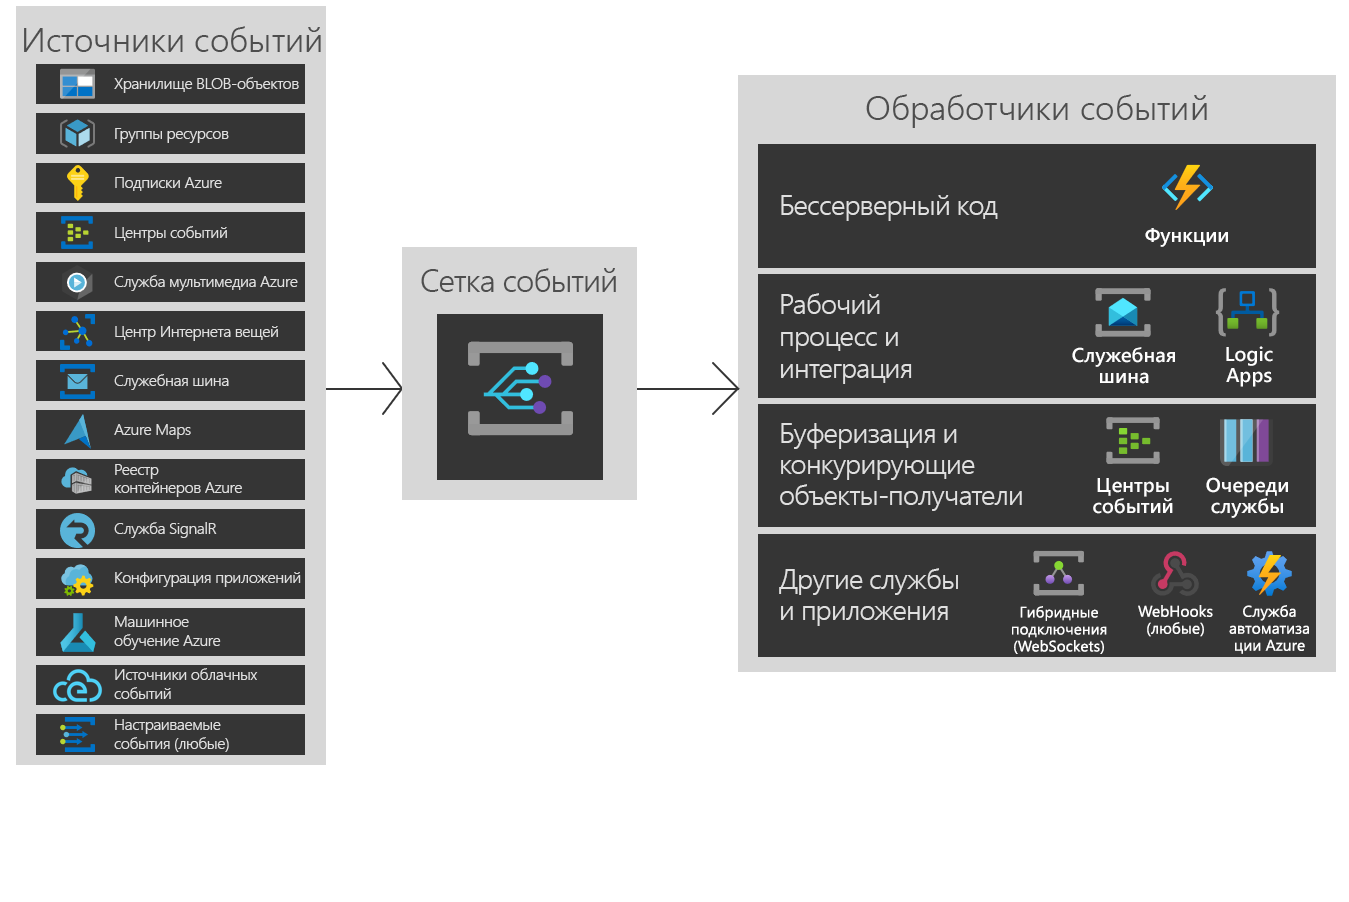 Источники событий
Хранилище BLOB-объектов
Группы ресурсов
Подписки Azure
Центры событий
Служба мультимедиа Azure
Центр Интернета вещей
Служебная шина
Azure Maps
Реестр
контейнеров Azure
Служба SignalR
Конфигурация приложений
Машинное
обучение Azure
Источники облачных
событий
Настраиваемые
события (любые)
Сетка событий
Обработчики событий
Бессерверный код
Функции
Рабочий
процесс и
интеграция
Служебная
шина
Logic
Apps
Буферизация и
конкурирующие
объекты-получатели
Центры
событий
Очереди
службы
Другие службы
и приложения
Гибридные
подключения
(WebSockets)
WebHooks
(любые)
Служба
автоматиза
ции Azure